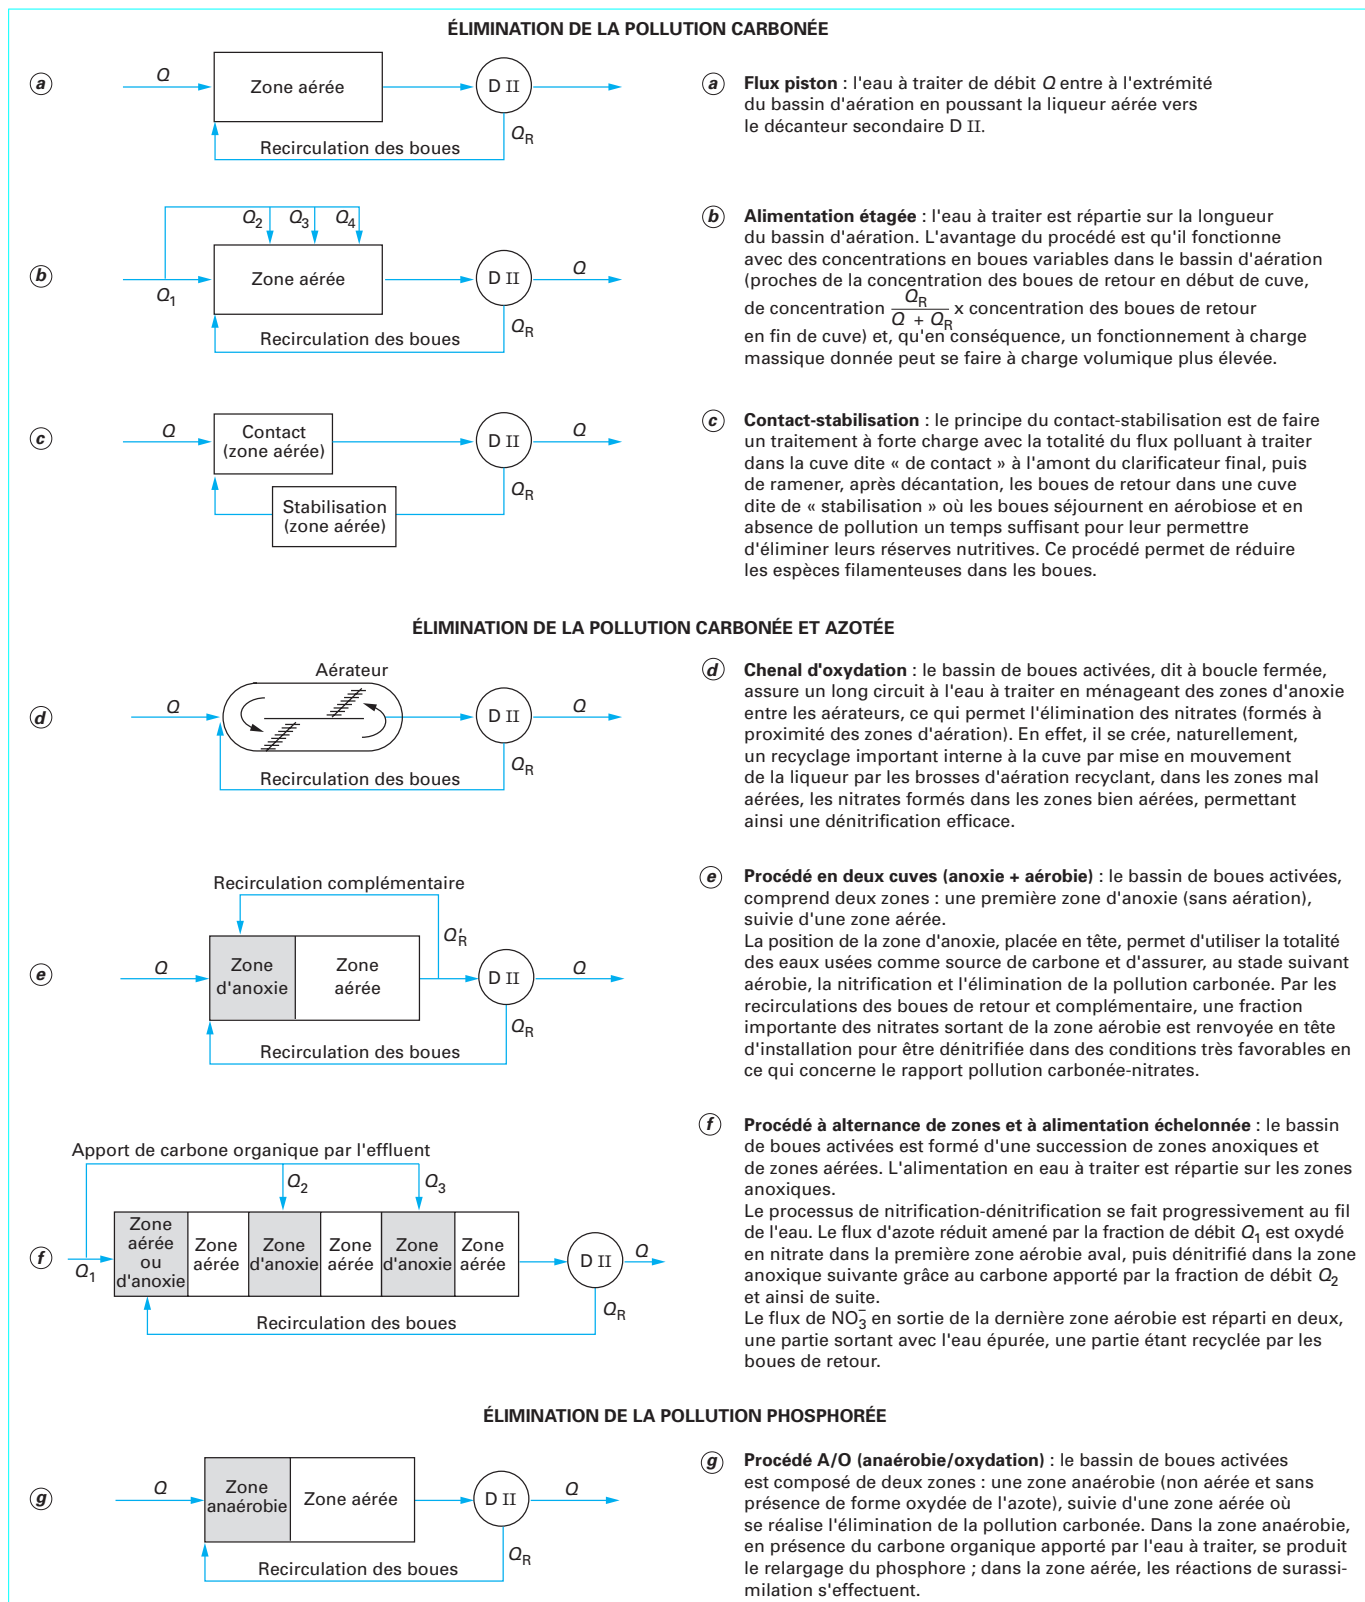 ÉLIMINATION DE LA POLLUTION CARBONÉE
a
Q
Zone aérée
D II
Q_R
Recirculation des boues
a Flux piston : l'eau à traiter de débit Q entre à l'extrémité
du bassin d'aération en poussant la liqueur aérée vers
le décanteur secondaire D II.
b
Q_2 Q_3 Q_4
Q_1
Zone aérée
D II
Q
Q_R
Recirculation des boues
b Alimentation étagée : l'eau à traiter est répartie sur la longueur
du bassin d'aération. L'avantage du procédé est qu'il fonctionne
avec des concentrations en boues variables dans le bassin d'aération
(proches de la concentration des boues de retour en début de cuve,
de concentration Q_R / (Q + Q_R) x concentration des boues de retour
en fin de cuve) et, qu'en conséquence, un fonctionnement à charge
massique donnée peut se faire à charge volumique plus élevée.
c
Q
Contact
(zone aérée)
D II
Q
Q_R
Stabilisation
(zone aérée)
c Contact-stabilisation : le principe du contact-stabilisation est de faire
un traitement à forte charge avec la totalité du flux polluant à traiter
dans la cuve dite « de contact » à l'amont du clarificateur final, puis
de ramener, après décantation, les boues de retour dans une cuve
dite de « stabilisation » où les boues séjournent en aérobiose et en
absence de pollution un temps suffisant pour leur permettre
d'éliminer leurs réserves nutritives. Ce procédé permet de réduire
les espèces filamenteuses dans les boues.
ÉLIMINATION DE LA POLLUTION CARBONÉE ET AZOTÉE
d
Aérateur
Q
D II
Q
Q_R
Recirculation des boues
d Chenal d'oxydation : le bassin de boues activées, dit à boucle fermée,
assure un long circuit à l'eau à traiter en ménageant des zones d'anoxie
entre les aérateurs, ce qui permet l'élimination des nitrates (formés à
proximité des zones d'aération). En effet, il se crée, naturellement,
un recyclage important interne à la cuve par mise en mouvement
de la liqueur par les brosses d'aération recyclant, dans les zones mal
aérées, les nitrates formés dans les zones bien aérées, permettant
ainsi une dénitrification efficace.
e
Recirculation complémentaire
Q'_R
Q
Zone
d'anoxie
Zone
aérée
D II
Q
Q_R
Recirculation des boues
e Procédé en deux cuves (anoxie + aérobie) : le bassin de boues activées,
comprend deux zones : une première zone d'anoxie (sans aération),
suivie d'une zone aérée.
La position de la zone d'anoxie, placée en tête, permet d'utiliser la totalité
des eaux usées comme source de carbone et d'assurer, au stade suivant
aérobie, la nitrification et l'élimination de la pollution carbonée. Par les
recirculations des boues de retour et complémentaire, une fraction
importante des nitrates sortant de la zone aérobie est renvoyée en tête
d'installation pour être dénitrifiée dans des conditions très favorables en
ce qui concerne le rapport pollution carbonée-nitrates.
f
Apport de carbone organique par l'effluent
Q_2 Q_3
Q_1
Zone
aérée
ou
d'anoxie
Zone
aérée
Zone
d'anoxie
Zone
aérée
Zone
d'anoxie
Zone
aérée
D II
Q
Q_R
Recirculation des boues
f Procédé à alternance de zones et à alimentation échelonnée : le bassin
de boues activées est formé d'une succession de zones anoxiques et
de zones aérées. L'alimentation en eau à traiter est répartie sur les zones
anoxiques.
Le processus de nitrification-dénitrification se fait progressivement au fil
de l'eau. Le flux d'azote réduit amené par la fraction de débit Q_1 est oxydé
en nitrate dans la première zone aérobie aval, puis dénitrifié dans la zone
anoxique suivante grâce au carbone apporté par la fraction de débit Q_2
et ainsi de suite.
Le flux de NO_3^- en sortie de la dernière zone aérobie est réparti en deux,
une partie sortant avec l'eau épurée, une partie étant recyclée par les
boues de retour.
ÉLIMINATION DE LA POLLUTION PHOSPHORÉE
g
Q
Zone
anaérobie
Zone aérée
D II
Q
Q_R
Recirculation des boues
g Procédé A/O (anaérobie/oxydation) : le bassin de boues activées
est composé de deux zones : une zone anaérobie (non aérée et sans
présence de forme oxydée de l'azote), suivie d'une zone aérée où
se réalise l'élimination de la pollution carbonée. Dans la zone anaérobie,
en présence du carbone organique apporté par l'eau à traiter, se produit
le relargage du phosphore ; dans la zone aérée, les réactions de surassi-
milation s'effectuent.